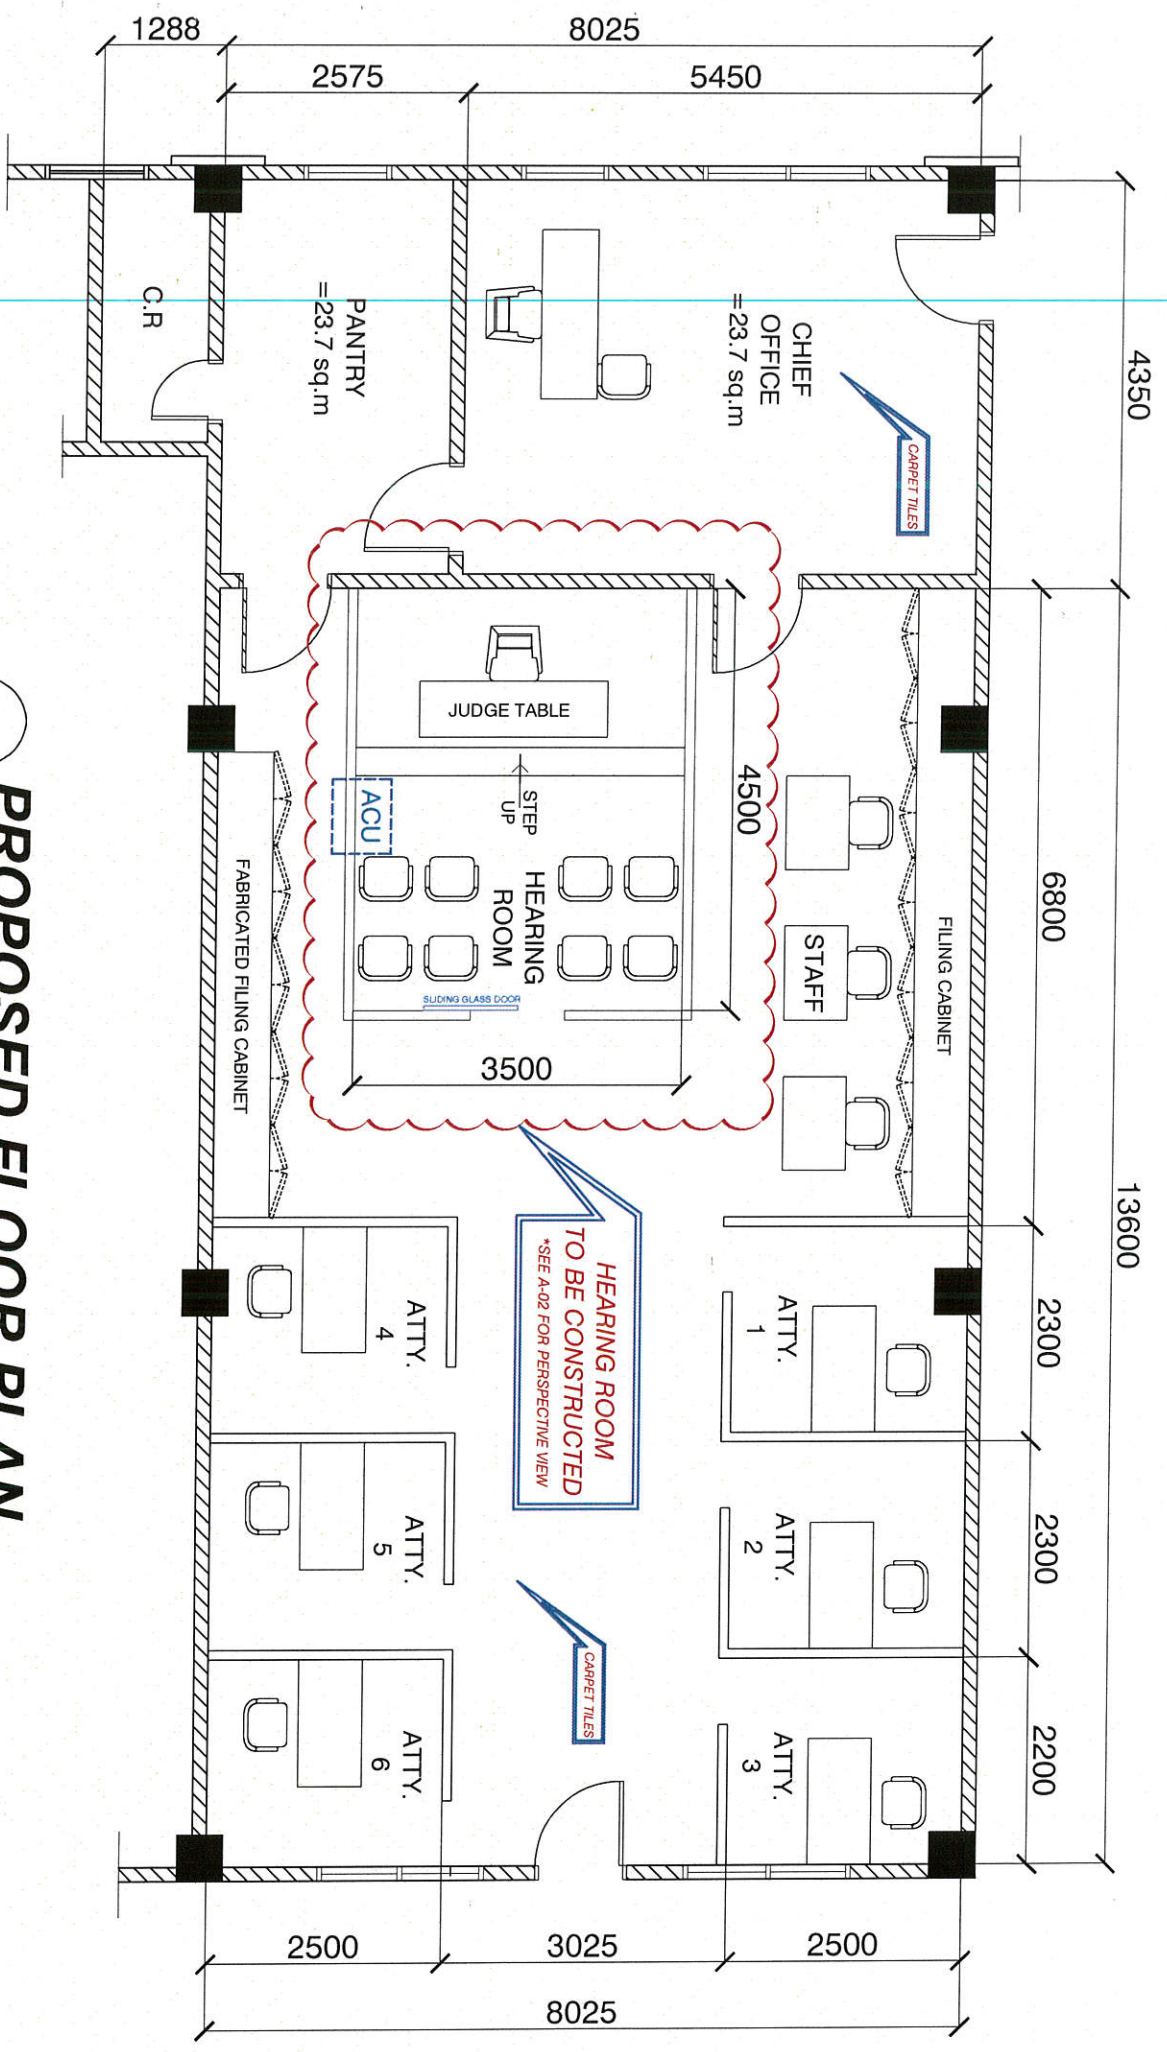 1288
8025
2575
5450
4350
13600
6800
2300
2300
2200
C.R
PANTRY
=23.7 sq.m
CHIEF
OFFICE
=23.7 sq.m
CARPET TILES
JUDGE TABLE
STEP
UP
ACU
HEARING
ROOM
SLIDING GLASS DOOR
4500
3500
STAFF
FILING CABINET
FABRICATED FILING CABINET
HEARING ROOM
TO BE CONSTRUCTED
*SEE A-02 FOR PERSPECTIVE VIEW
ATTY.
1
ATTY.
2
ATTY.
3
ATTY.
4
ATTY.
5
ATTY.
6
CARPET TILES
2500
3025
2500
8025
PROPOSED FLOOR PLAN